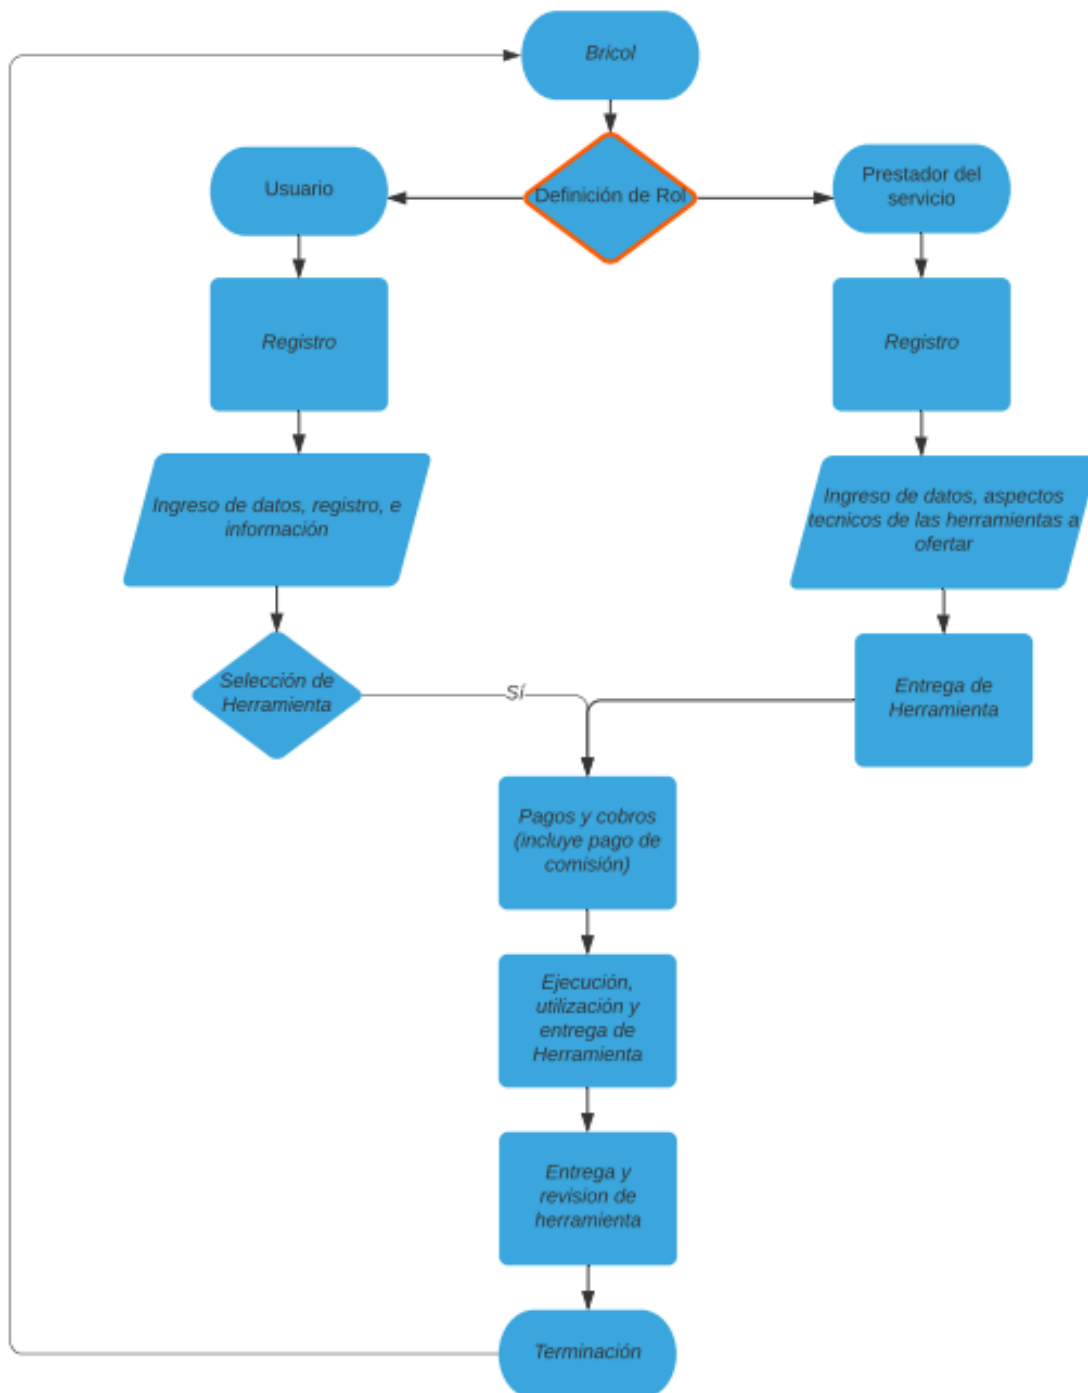 Bricol
Usuario
Definición de Rol
Prestador del
servicio
Registro
Registro
Ingreso de datos, registro, e
información
Ingreso de datos, aspectos
tecnicos de las herramientas a
ofertar
Selección de
Herramienta
Sí
Entrega de
Herramienta
Pagos y cobros
(incluye pago de
comisión)
Ejecución,
utilización y
entrega de
Herramienta
Entrega y
revision de
herramienta
Terminación